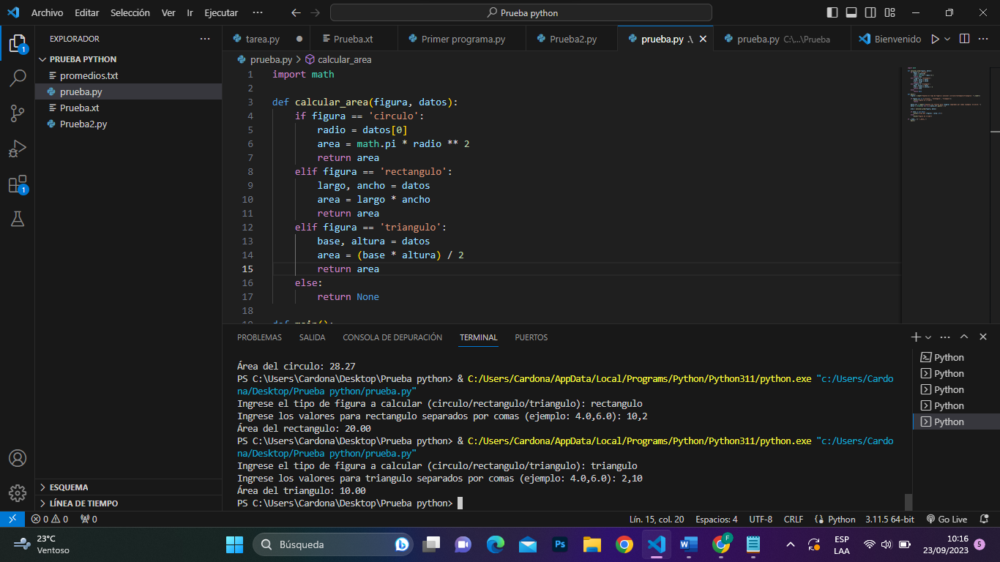 Archivo Editar Selección Ver Ir Ejecutar ··· Prueba python
EXPLORADOR ···
PRUEBA PYTHON
promedios.txt
prueba.py
Prueba.xt
Prueba2.py
ESQUEMA
LÍNEA DE TIEMPO
1
1
tarea.py Prueba.xt Primer programa.py Prueba2.py prueba.py .\ prueba.py C:\...\Prueba Bienvenido
prueba.py > calcular_area
1 import math
2
3 def calcular_area(figura, datos):
4 if figura == 'circulo':
5 radio = datos[0]
6 area = math.pi * radio ** 2
7 return area
8 elif figura == 'rectangulo':
9 largo, ancho = datos
10 area = largo * ancho
11 return area
12 elif figura == 'triangulo':
13 base, altura = datos
14 area = (base * altura) / 2
15 return area
16 else:
17 return None
18
19 def main():
PROBLEMAS SALIDA CONSOLA DE DEPURACIÓN TERMINAL PUERTOS
Área del circulo: 28.27
PS C:\Users\Cardona\Desktop\Prueba python> & C:/Users/Cardona/AppData/Local/Programs/Python/Python311/python.exe "c:/Users/Cardo
na/Desktop/Prueba python/prueba.py"
Ingrese el tipo de figura a calcular (circulo/rectangulo/triangulo): rectangulo
Ingrese los valores para rectangulo separados por comas (ejemplo: 4.0,6.0): 10,2
Área del rectangulo: 20.00
PS C:\Users\Cardona\Desktop\Prueba python> & C:/Users/Cardona/AppData/Local/Programs/Python/Python311/python.exe "c:/Users/Cardo
na/Desktop/Prueba python/prueba.py"
Ingrese el tipo de figura a calcular (circulo/rectangulo/triangulo): triangulo
Ingrese los valores para triangulo separados por comas (ejemplo: 4.0,6.0): 2,10
Área del triangulo: 10.00
PS C:\Users\Cardona\Desktop\Prueba python>
Python
Python
Python
Python
Python
0 0 0 Lín. 15, col. 20 Espacios: 4 UTF-8 CRLF Python 3.11.5 64-bit Go Live
23°C
Ventoso
Búsqueda
Ps
F
ESP
LAA
10:16
23/09/2023
5